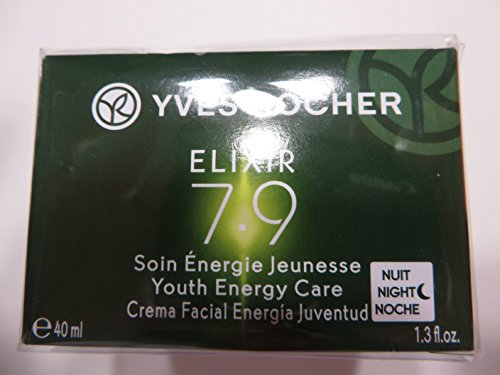 YVES ROCHER
ELIXIR
7.9
Soin Énergie Jeunesse
Youth Energy Care
Crema Facial Energía Juventud
NUIT
NIGHT
NOCHE
e 40 ml
1.3 fl.oz.